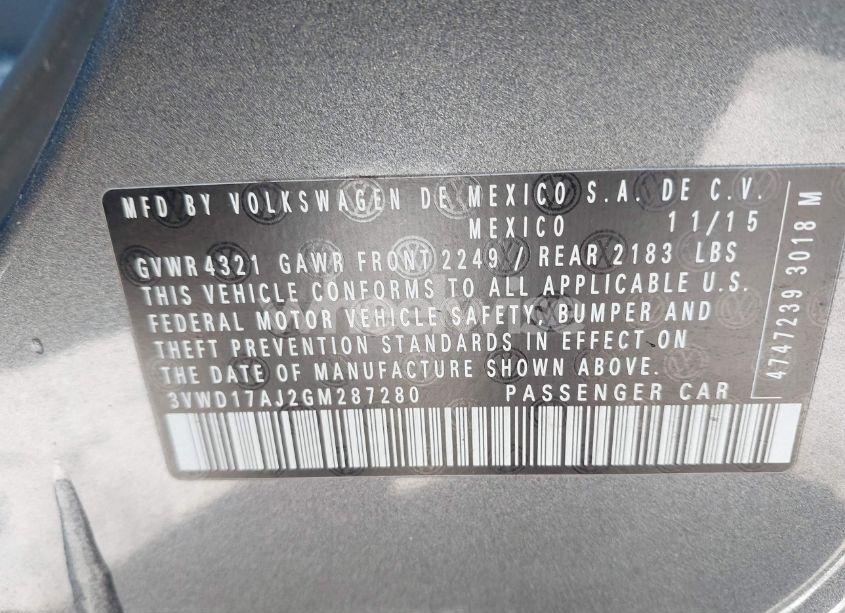 MFD BY VOLKSWAGEN DE MEXICO S.A. DE C.V.
MEXICO 11/15
GVWR 4321 GAWR FRONT 2249 / REAR 2183 LBS
THIS VEHICLE CONFORMS TO ALL APPLICABLE U.S.
FEDERAL MOTOR VEHICLE SAFETY, BUMPER AND
THEFT PREVENTION STANDARDS IN EFFECT ON
THE DATE OF MANUFACTURE SHOWN ABOVE.
3VWD17AJ2GM287280 PASSENGER CAR
4747239 3018 M